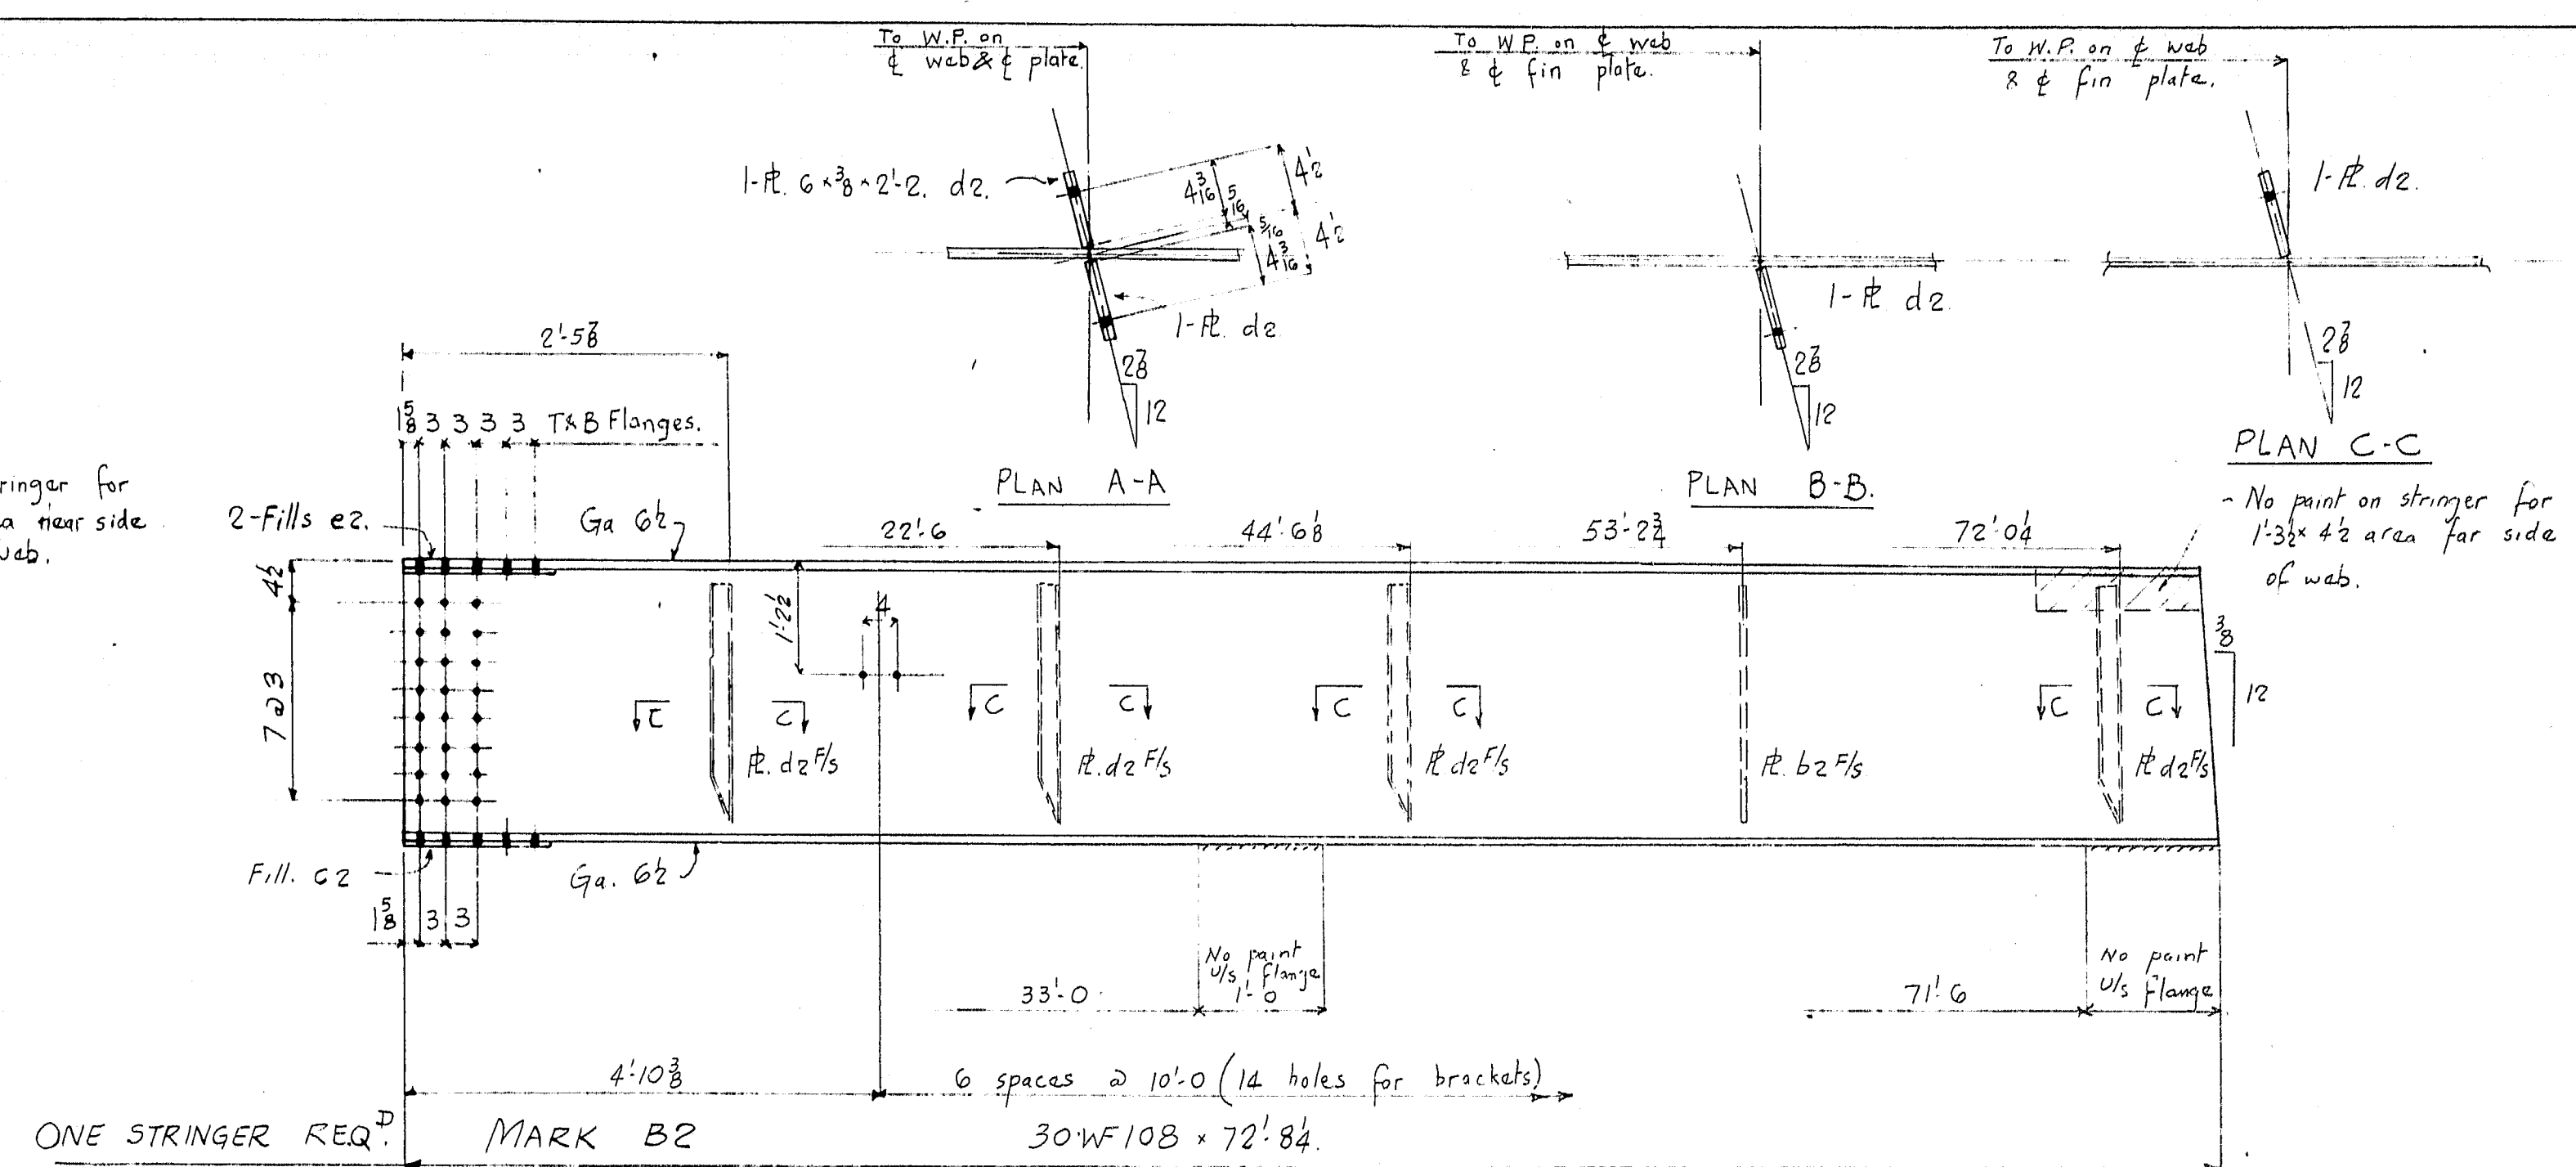 To W.P. on
℄ web & ℄ plate.
To W.P. on ℄ web
& ℄ fin plate.
To W.P. on ℄ web
& ℄ fin plate.
1-PL. 6 × 3/8 × 2'-2. d2.
4 3/16
5/16
4 1/2
5/16
4 3/16
4 1/2
1-PL. d2
2 7/8
12
1-PL d2
2 7/8
12
1-PL. d2.
2 7/8
12
PLAN A-A
PLAN B-B.
PLAN C-C
2'-5 7/8
1 5/8 3 3 3 3 T&B Flanges.
ringer for
a near side
web.
2-Fills e2.
Ga 6 1/2
22'-6
44'-6 1/8
53'-2 3/4
72'-0 1/4
- No paint on stringer for
1'-3 1/2 × 4 1/2 area far side
of web.
4 1/2
7@3
1'-2 1/2
4
C C
C C
C C
C C
PL. d2 F/s
PL. d2 F/s
PL d2 F/s
PL. b2 F/s
PL d2 F/s
3/8
12
Fill. c2
Ga. 6 1/2
1 5/8 3 3
33'-0
No paint
U/s flange
1'-0
71'-6
No paint
U/s flange
4'-10 3/8
6 spaces @ 10'-0 (14 holes for brackets)
ONE STRINGER REQ'D. MARK B2 30 WF 108 × 72'-8 1/4.